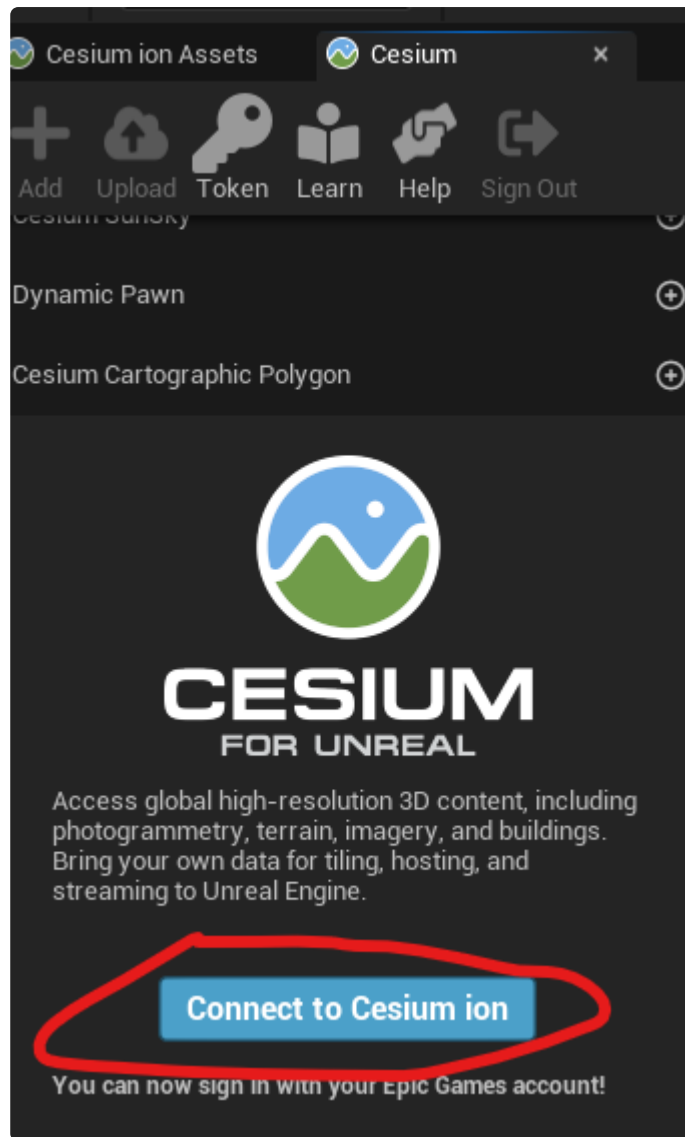 Cesium ion Assets
Cesium
Add Upload Token Learn Help Sign Out
Cesium SunSky
Dynamic Pawn
Cesium Cartographic Polygon
CESIUM
FOR UNREAL
Access global high-resolution 3D content, including
photogrammetry, terrain, imagery, and buildings.
Bring your own data for tiling, hosting, and
streaming to Unreal Engine.
Connect to Cesium ion
You can now sign in with your Epic Games account!